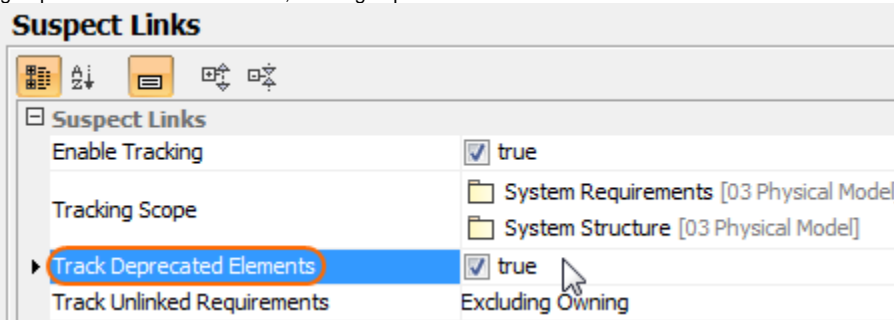 Suspect Links
Suspect Links
Enable Tracking true
Tracking Scope
System Requirements [03 Physical Model
System Structure [03 Physical Model]
Track Deprecated Elements true
Track Unlinked Requirements Excluding Owning